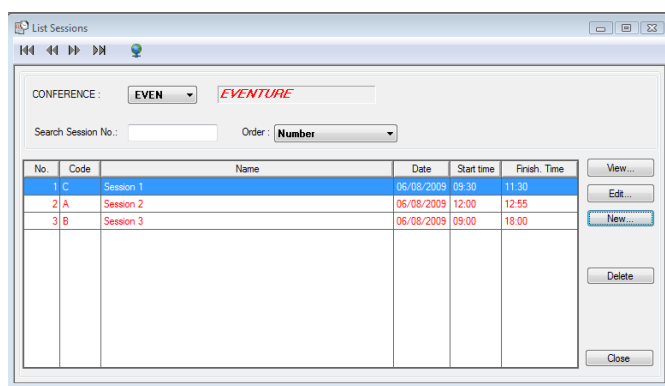 List Sessions
CONFERENCE : EVEN EVENTURE
Search Session No.: Order : Number
No. Code Name Date Start time Finish. Time
1 C Session 1 06/08/2009 09:30 11:30
2 A Session 2 06/08/2009 12:00 12:55
3 B Session 3 06/08/2009 09:00 18:00
View...
Edit...
New...
Delete
Close